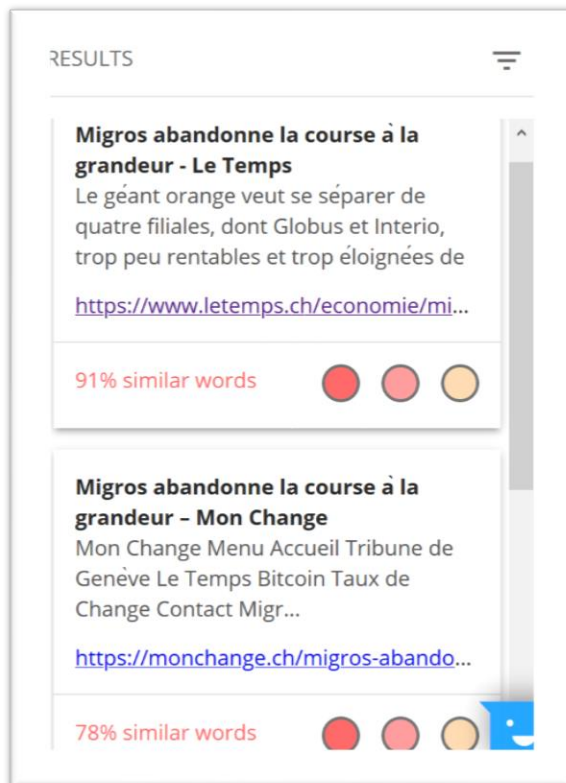 RESULTS
Migros abandonne la course à la
grandeur - Le Temps
Le géant orange veut se séparer de
quatre filiales, dont Globus et Interio,
trop peu rentables et trop éloignées de
https://www.letemps.ch/economie/mi...
91% similar words
Migros abandonne la course à la
grandeur – Mon Change
Mon Change Menu Accueil Tribune de
Genève Le Temps Bitcoin Taux de
Change Contact Migr...
https://monchange.ch/migros-abando...
78% similar words